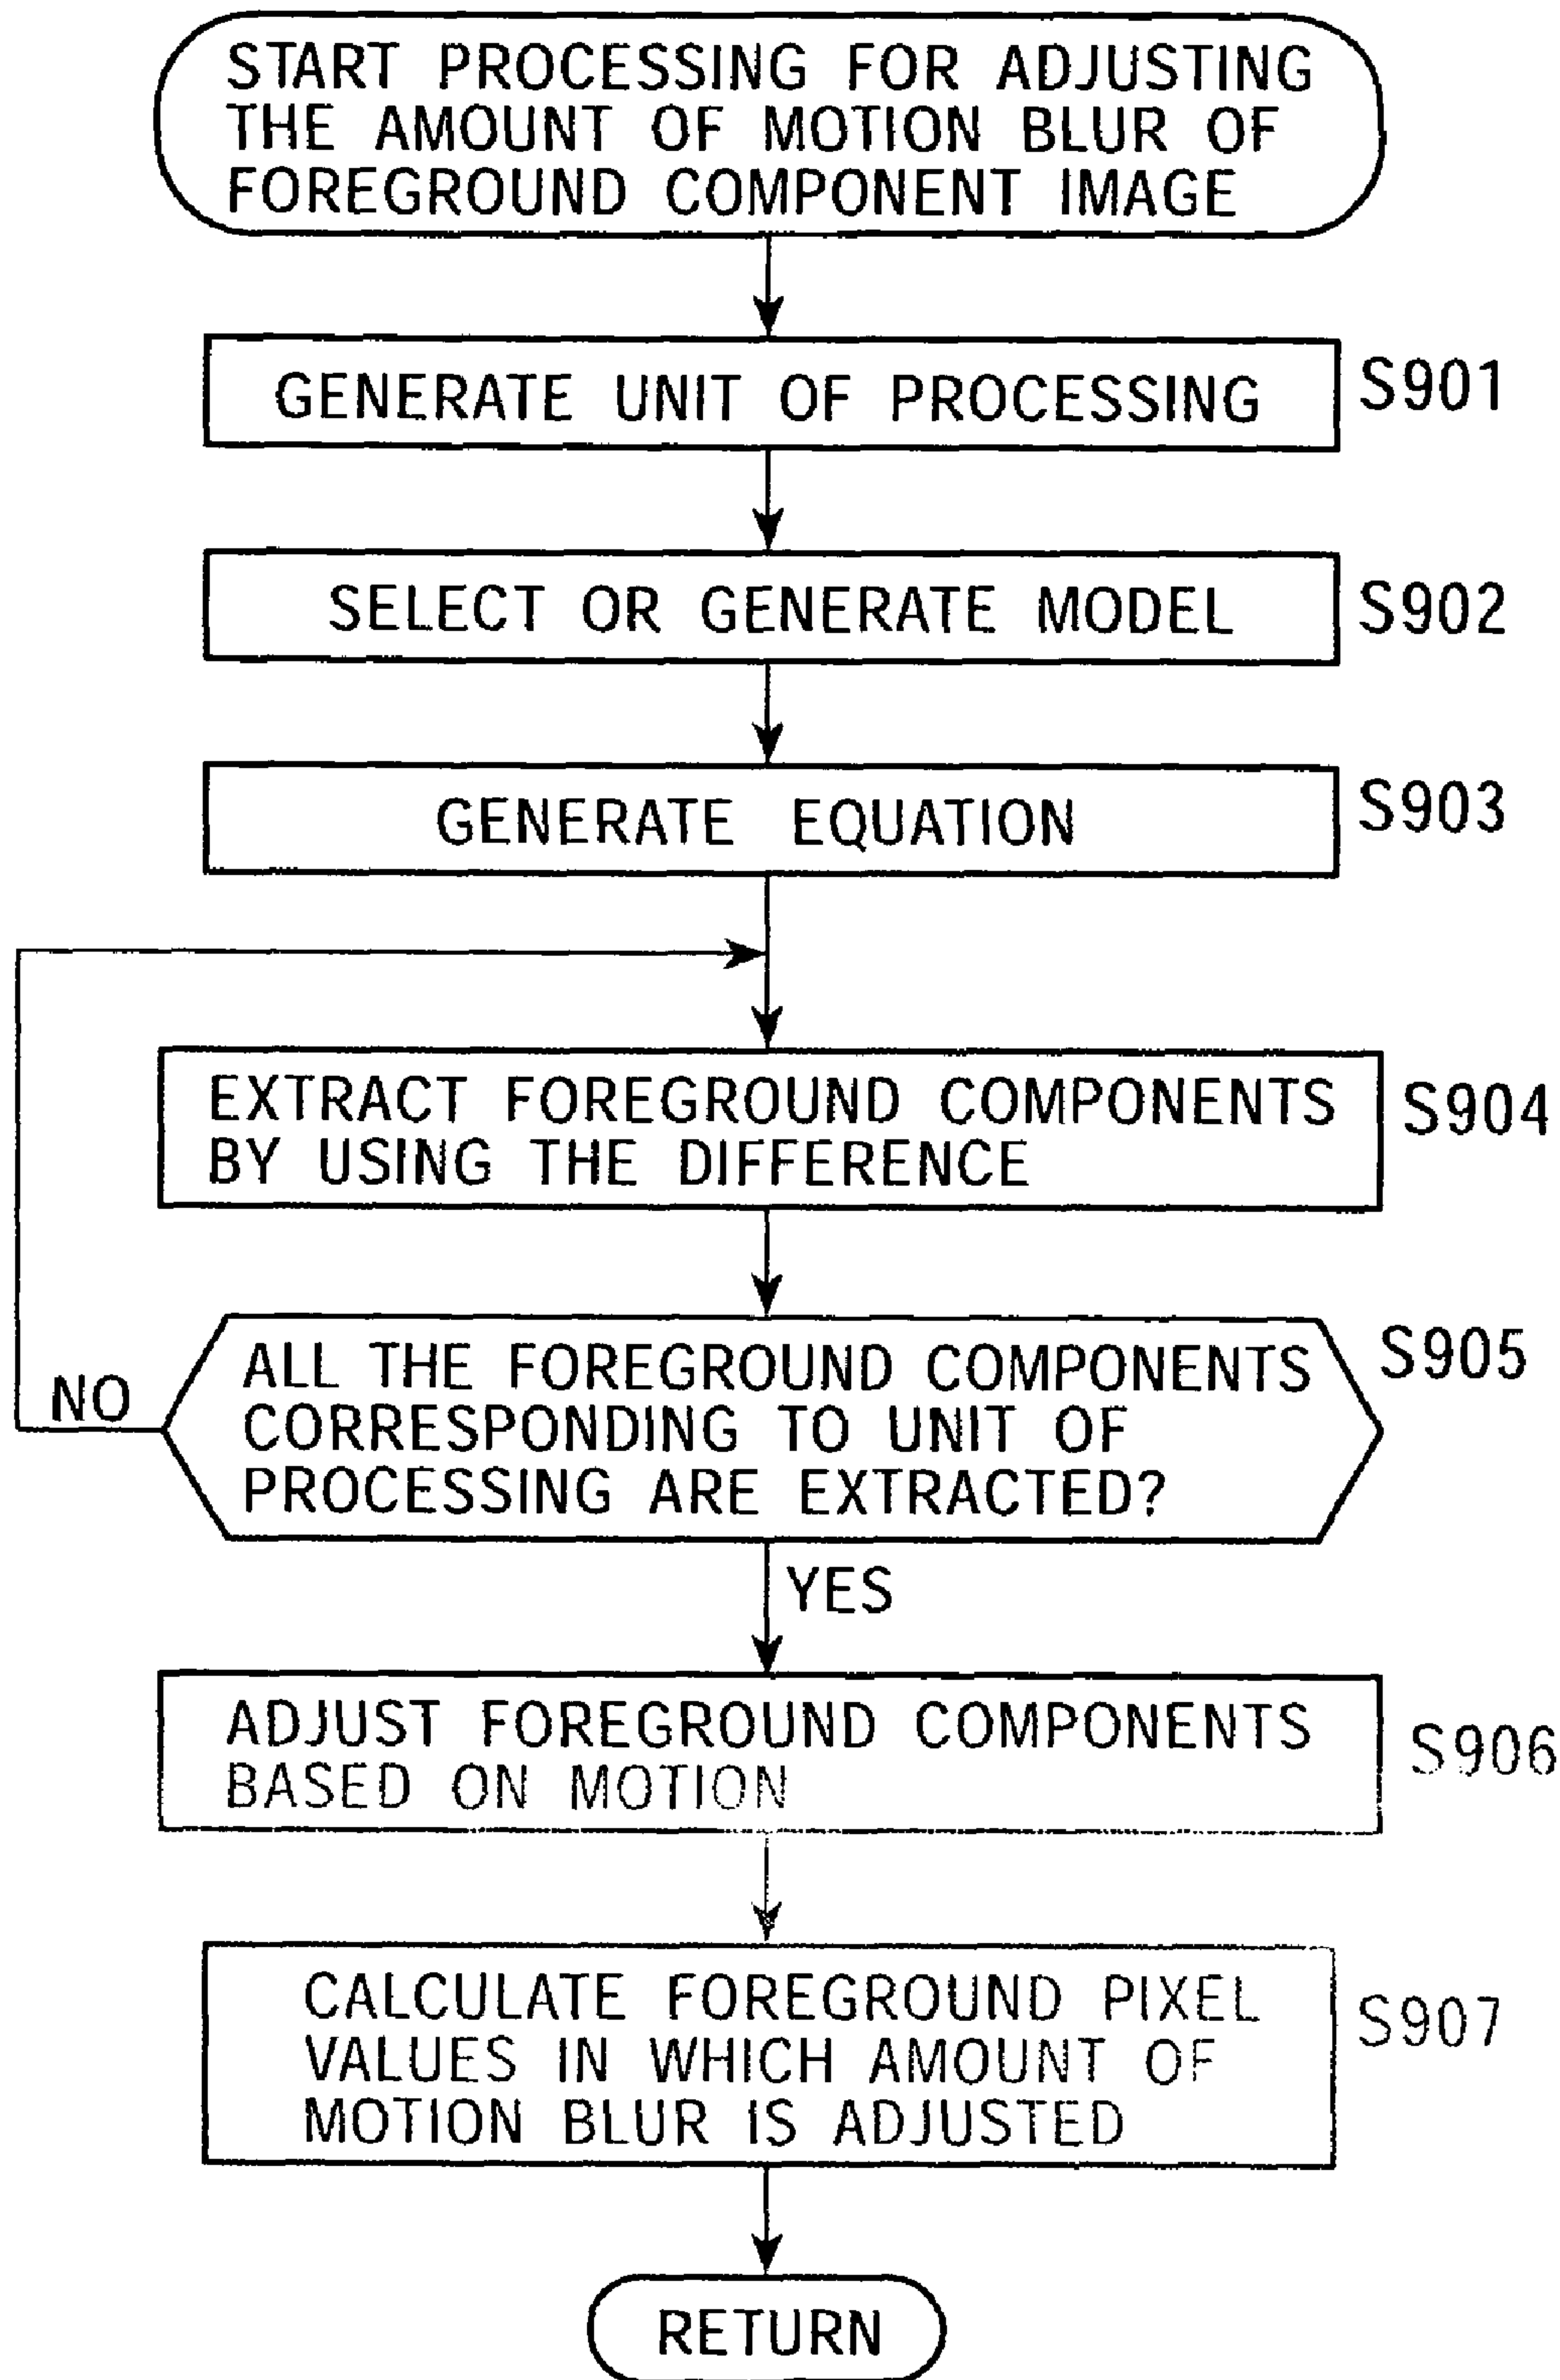 START PROCESSING FOR ADJUSTING
THE AMOUNT OF MOTION BLUR OF
FOREGROUND COMPONENT IMAGE
GENERATE UNIT OF PROCESSING
S901
SELECT OR GENERATE MODEL
S902
GENERATE EQUATION
S903
EXTRACT FOREGROUND COMPONENTS
BY USING THE DIFFERENCE
S904
ALL THE FOREGROUND COMPONENTS
CORRESPONDING TO UNIT OF
PROCESSING ARE EXTRACTED?
S905
NO
YES
ADJUST FOREGROUND COMPONENTS
BASED ON MOTION
S906
CALCULATE FOREGROUND PIXEL
VALUES IN WHICH AMOUNT OF
MOTION BLUR IS ADJUSTED
S907
RETURN